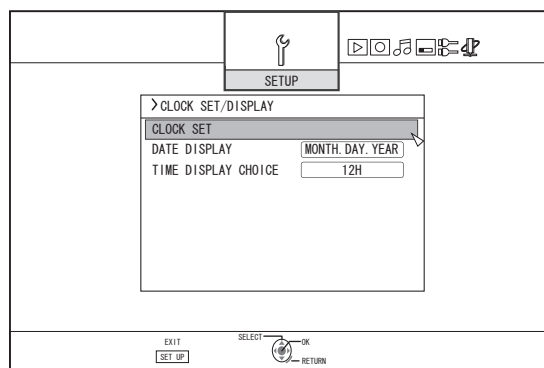 SETUP
>CLOCK SET/DISPLAY
CLOCK SET
DATE DISPLAY MONTH. DAY. YEAR
TIME DISPLAY CHOICE 12H
EXIT
SET UP
SELECT
OK
RETURN